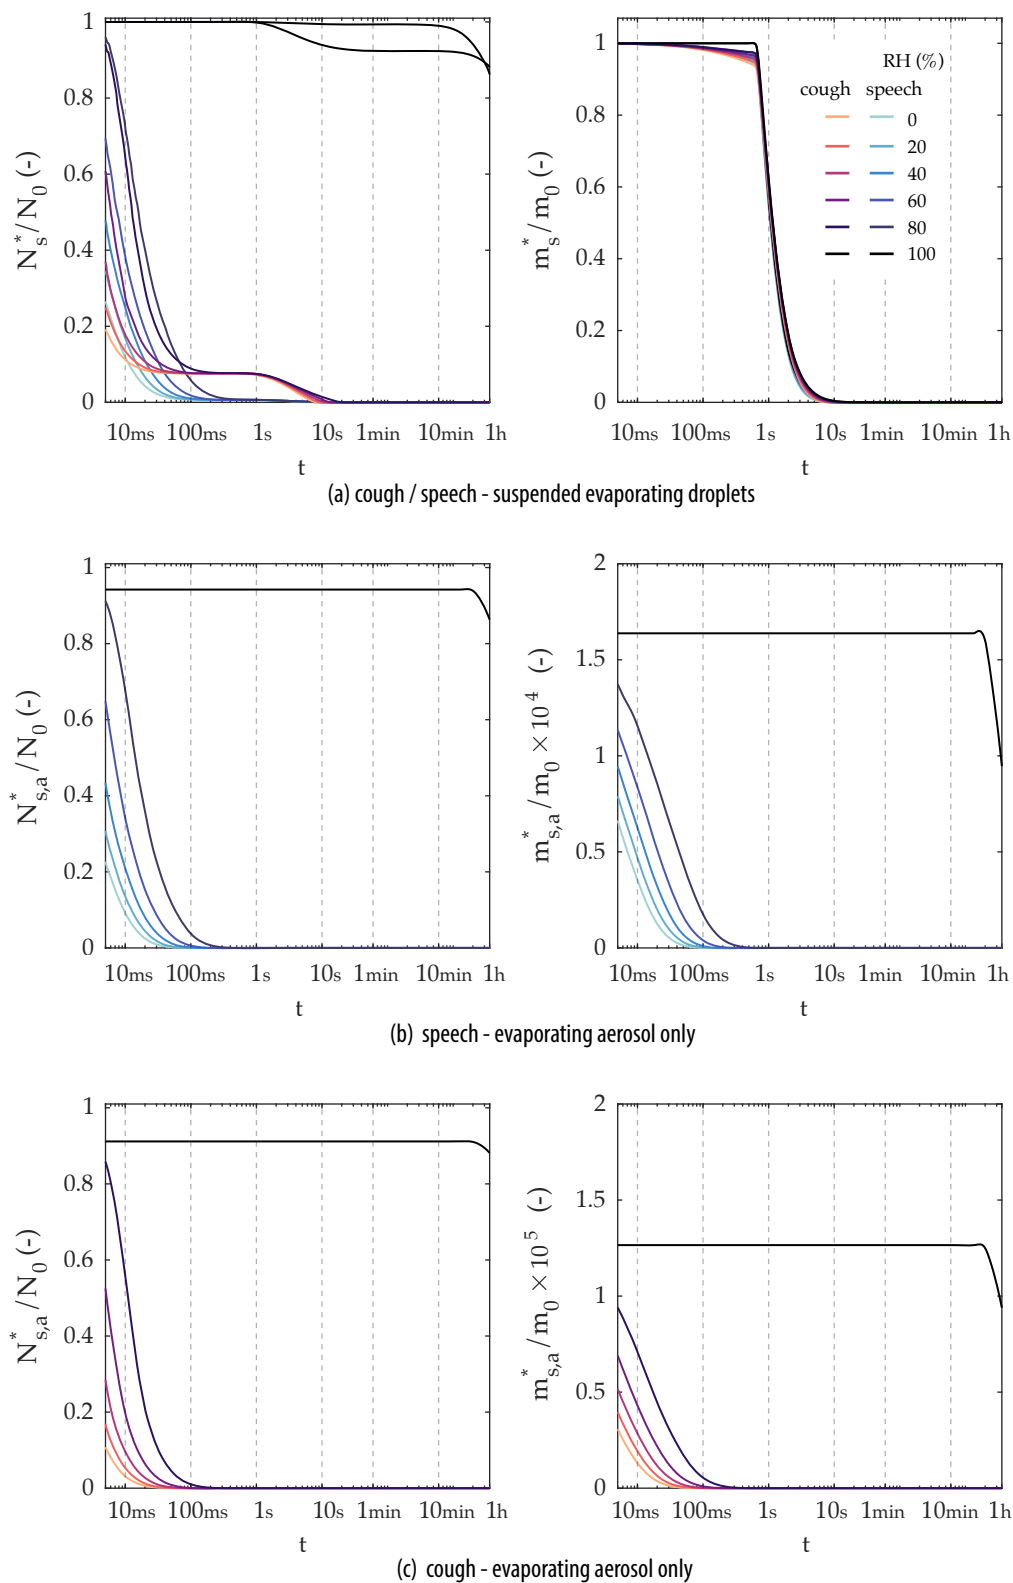 1
0.8
0.6
0.4
0.2
0
N*s/N0 (-)
10ms 100ms 1s 10s 1min 10min 1h
t
1
0.8
0.6
0.4
0.2
0
m*s/m0 (-)
RH (%)
cough speech
0
20
40
60
80
100
10ms 100ms 1s 10s 1min 10min 1h
t
(a) cough / speech - suspended evaporating droplets
1
0.8
0.6
0.4
0.2
0
N*s,a/N0 (-)
10ms 100ms 1s 10s 1min 10min 1h
t
2
1.5
1
0.5
0
m*s,a/m0 ×10^4 (-)
10ms 100ms 1s 10s 1min 10min 1h
t
(b) speech - evaporating aerosol only
1
0.8
0.6
0.4
0.2
0
N*s,a/N0 (-)
10ms 100ms 1s 10s 1min 10min 1h
t
2
1.5
1
0.5
0
m*s,a/m0 ×10^5 (-)
10ms 100ms 1s 10s 1min 10min 1h
t
(c) cough - evaporating aerosol only